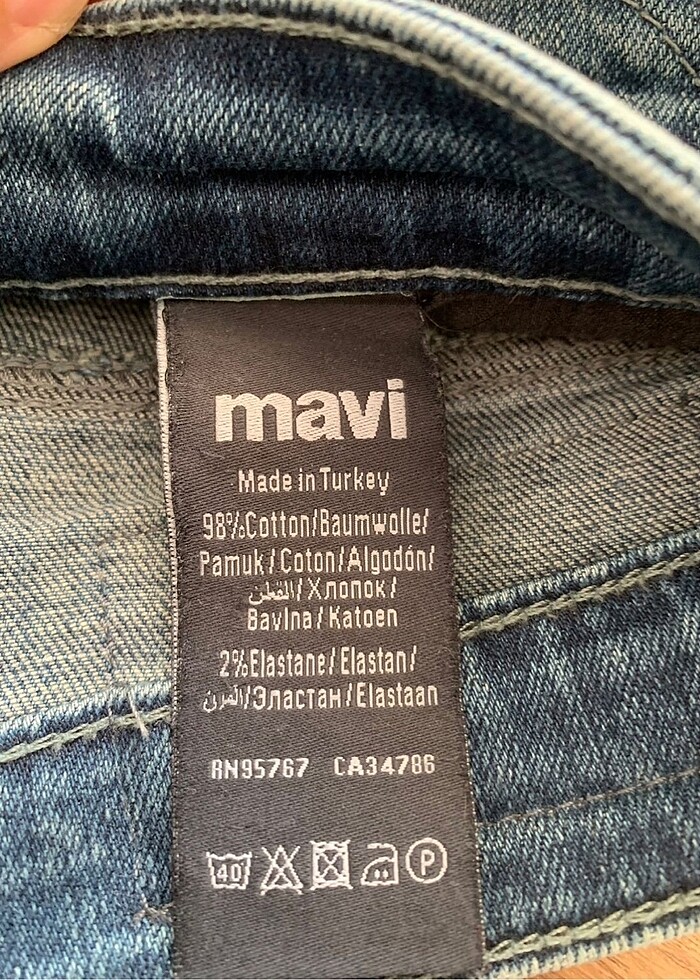 mavi
Made in Turkey
98%Cotton/Baumwolle/
Pamuk/Coton/Algodón/
القطن/Хлопок/
Bavlna/Katoen
2%Elastane/Elastan/
المرن/Эластан/Elastaan
RN95767 CA34786
40 P